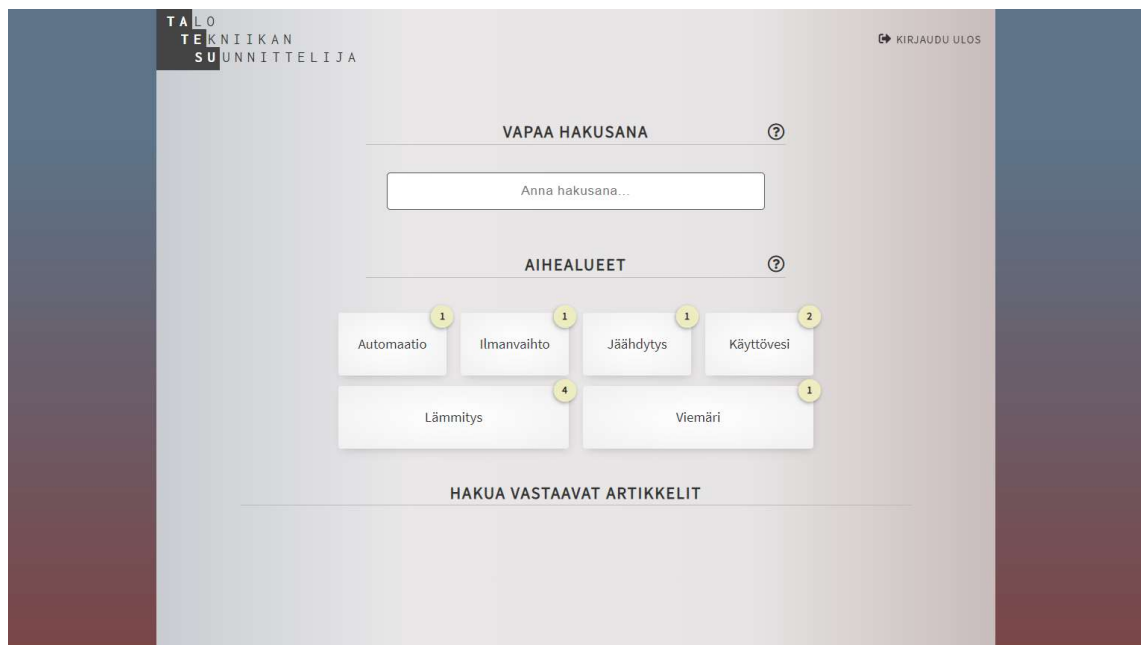 TALO
TEKNIIKAN
SUUNNITTELIJA
KIRJAUDU ULOS
VAPAA HAKUSANA
Anna hakusana...
AIHEALUEET
1 1 1 2
Automaatio Ilmanvaihto Jäähdytys Käyttövesi
4 1
Lämmitys Viemäri
HAKUA VASTAAVAT ARTIKKELIT